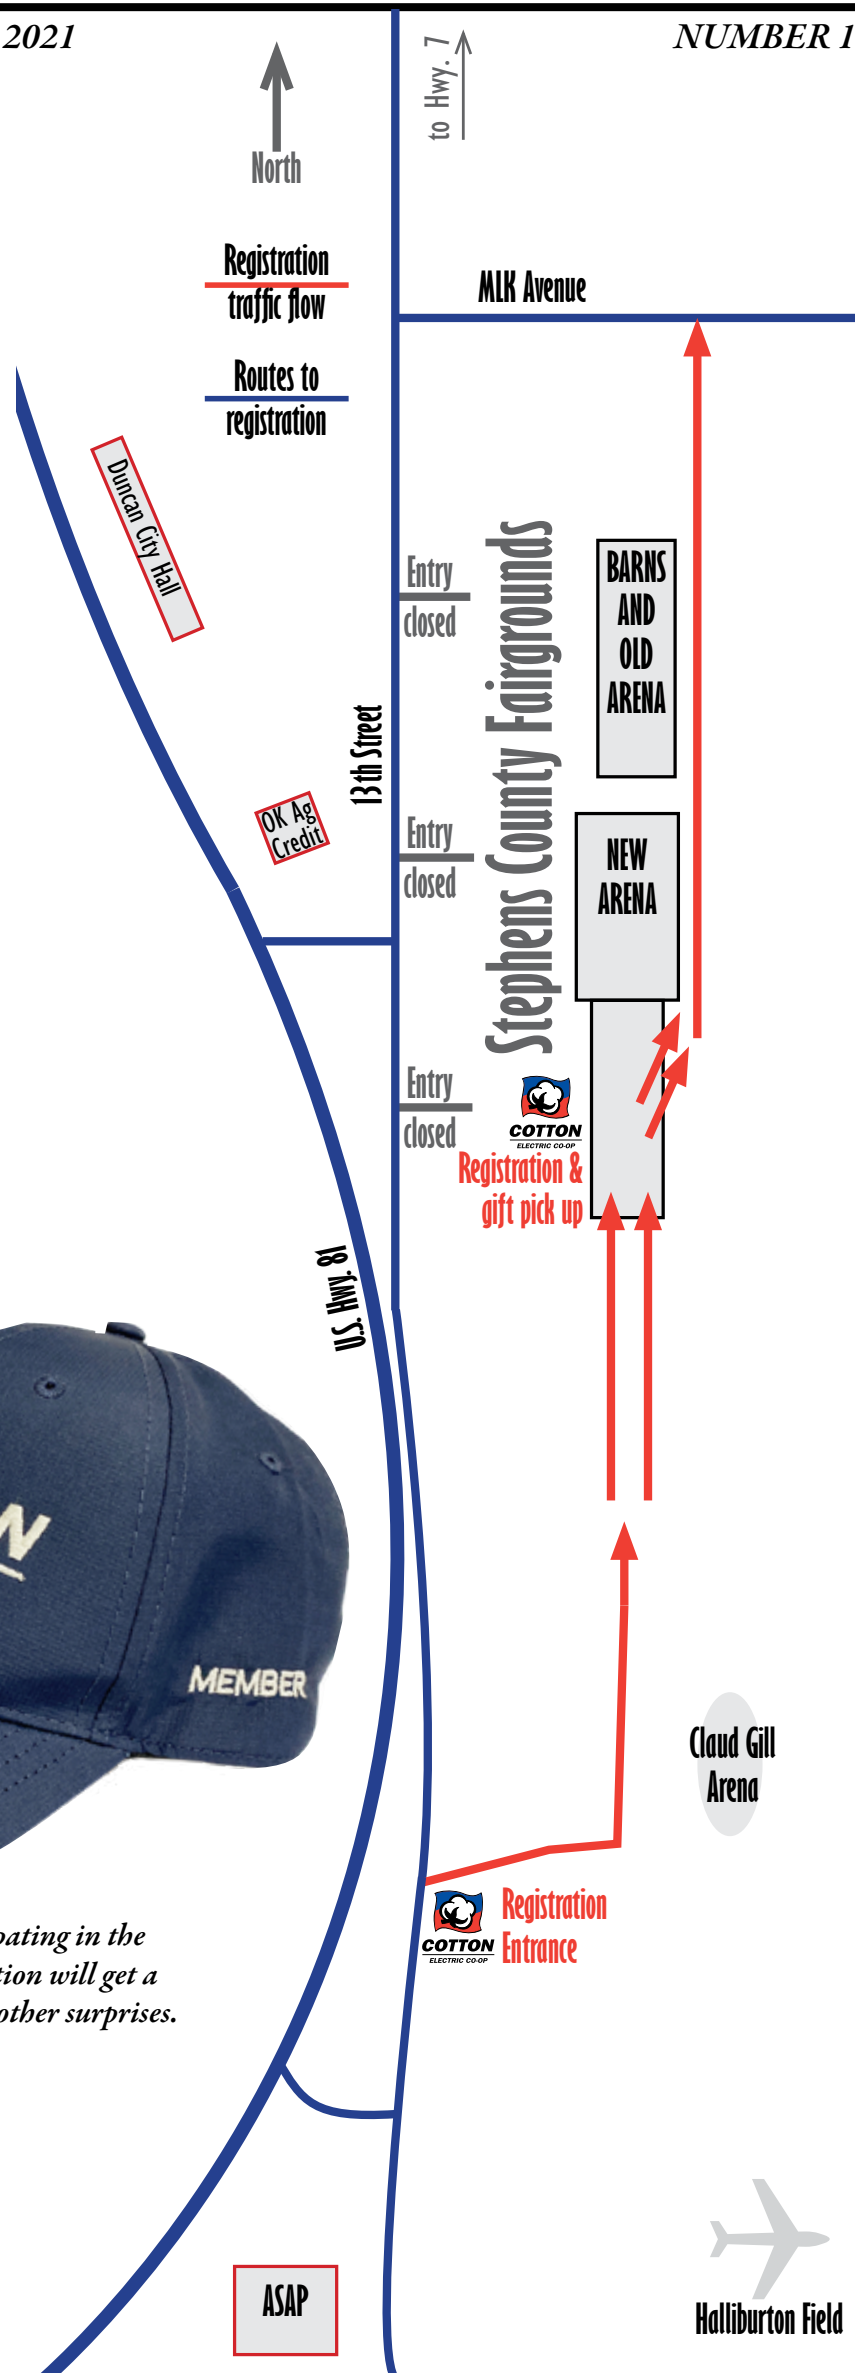 2021
NUMBER 1
to Hwy. 7
North
Registration
traffic flow
MLK Avenue
Routes to
registration
Duncan City Hall
Entry
closed
Stephens County Fairgrounds
BARNS
AND
OLD
ARENA
13th Street
OK Ag
Credit
Entry
closed
NEW
ARENA
Entry
closed
COTTON
ELECTRIC CO-OP
Registration &
gift pick up
U.S. Hwy. 81
MEMBER
Claud Gill
Arena
COTTON
ELECTRIC CO-OP
Registration
Entrance
in the
will get a
other surprises.
ASAP
Halliburton Field